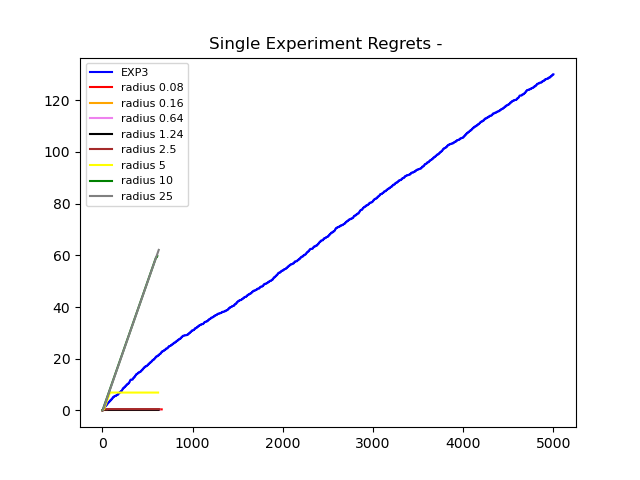 Single Experiment Regrets -
EXP3
radius 0.08
radius 0.16
radius 0.64
radius 1.24
radius 2.5
radius 5
radius 10
radius 25
120
100
80
60
40
20
0
0 1000 2000 3000 4000 5000